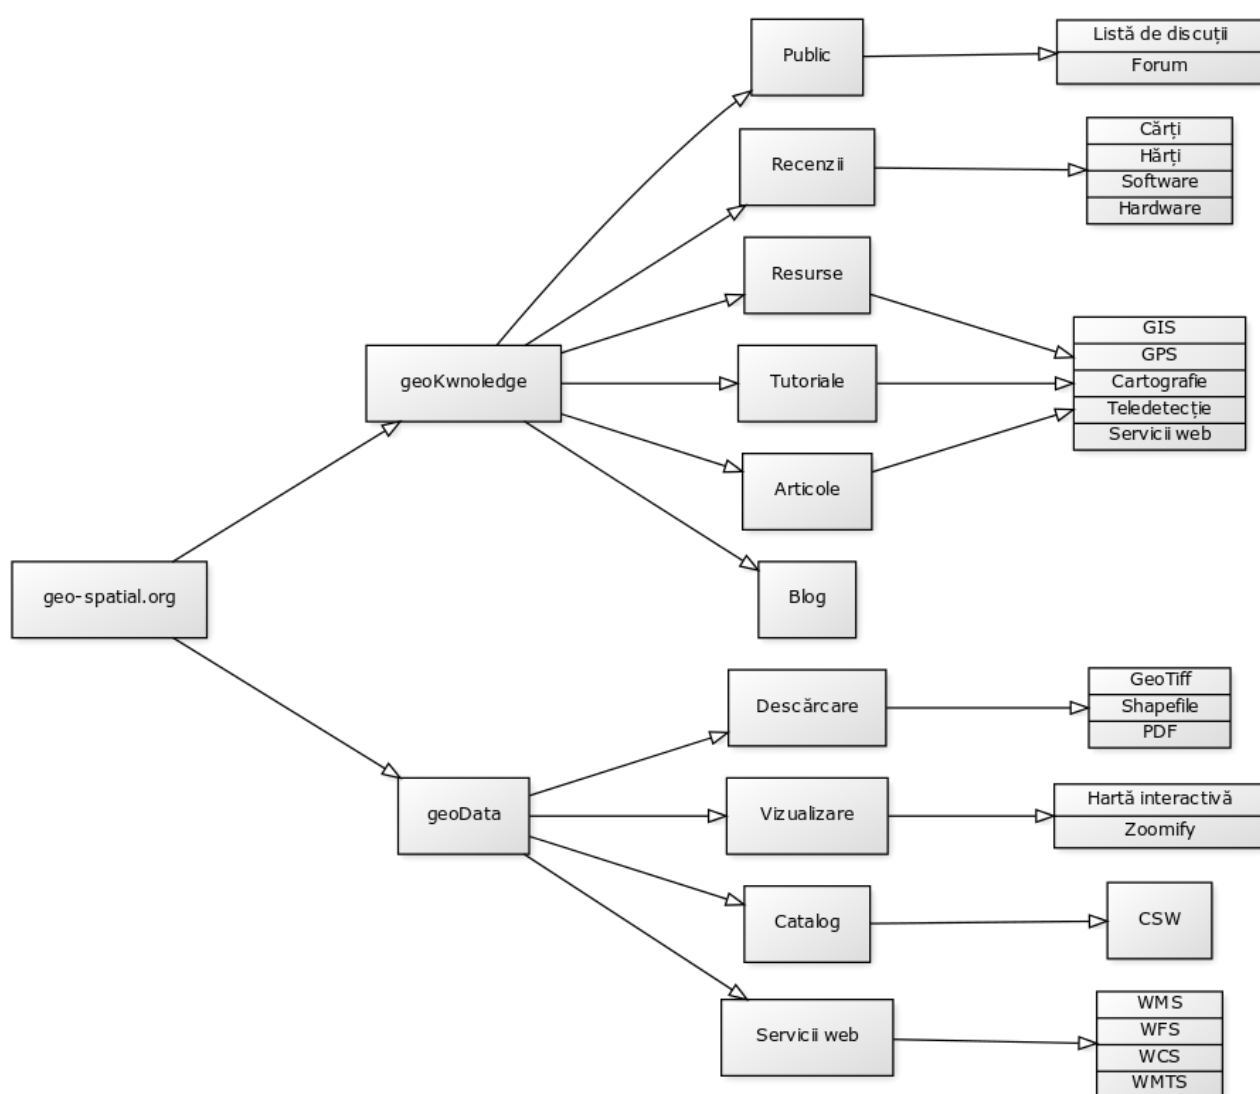 Public
Listă de discuții
Forum
Recenzii
Cărți
Hărți
Software
Hardware
Resurse
GIS
GPS
Cartografie
Teledetecție
Servicii web
geoKwnoledge
Tutoriale
Articole
geo-spatial.org
Blog
Descărcare
GeoTiff
Shapefile
PDF
geoData
Vizualizare
Hartă interactivă
Zoomify
Catalog
CSW
Servicii web
WMS
WFS
WCS
WMTS